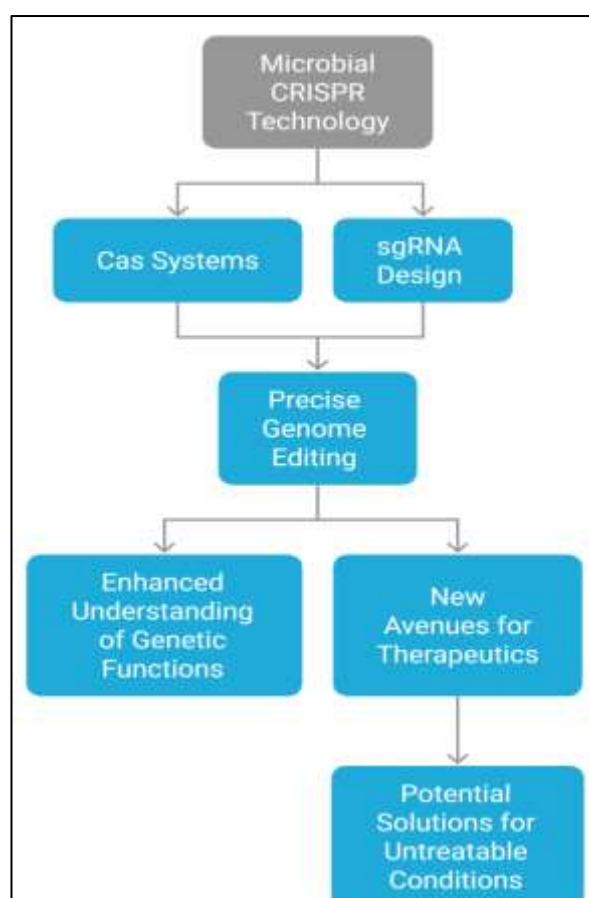 Microbial
CRISPR
Technology
Cas Systems
sgRNA
Design
Precise
Genome
Editing
Enhanced
Understanding
of Genetic
Functions
New
Avenues for
Therapeutics
Potential
Solutions for
Untreatable
Conditions